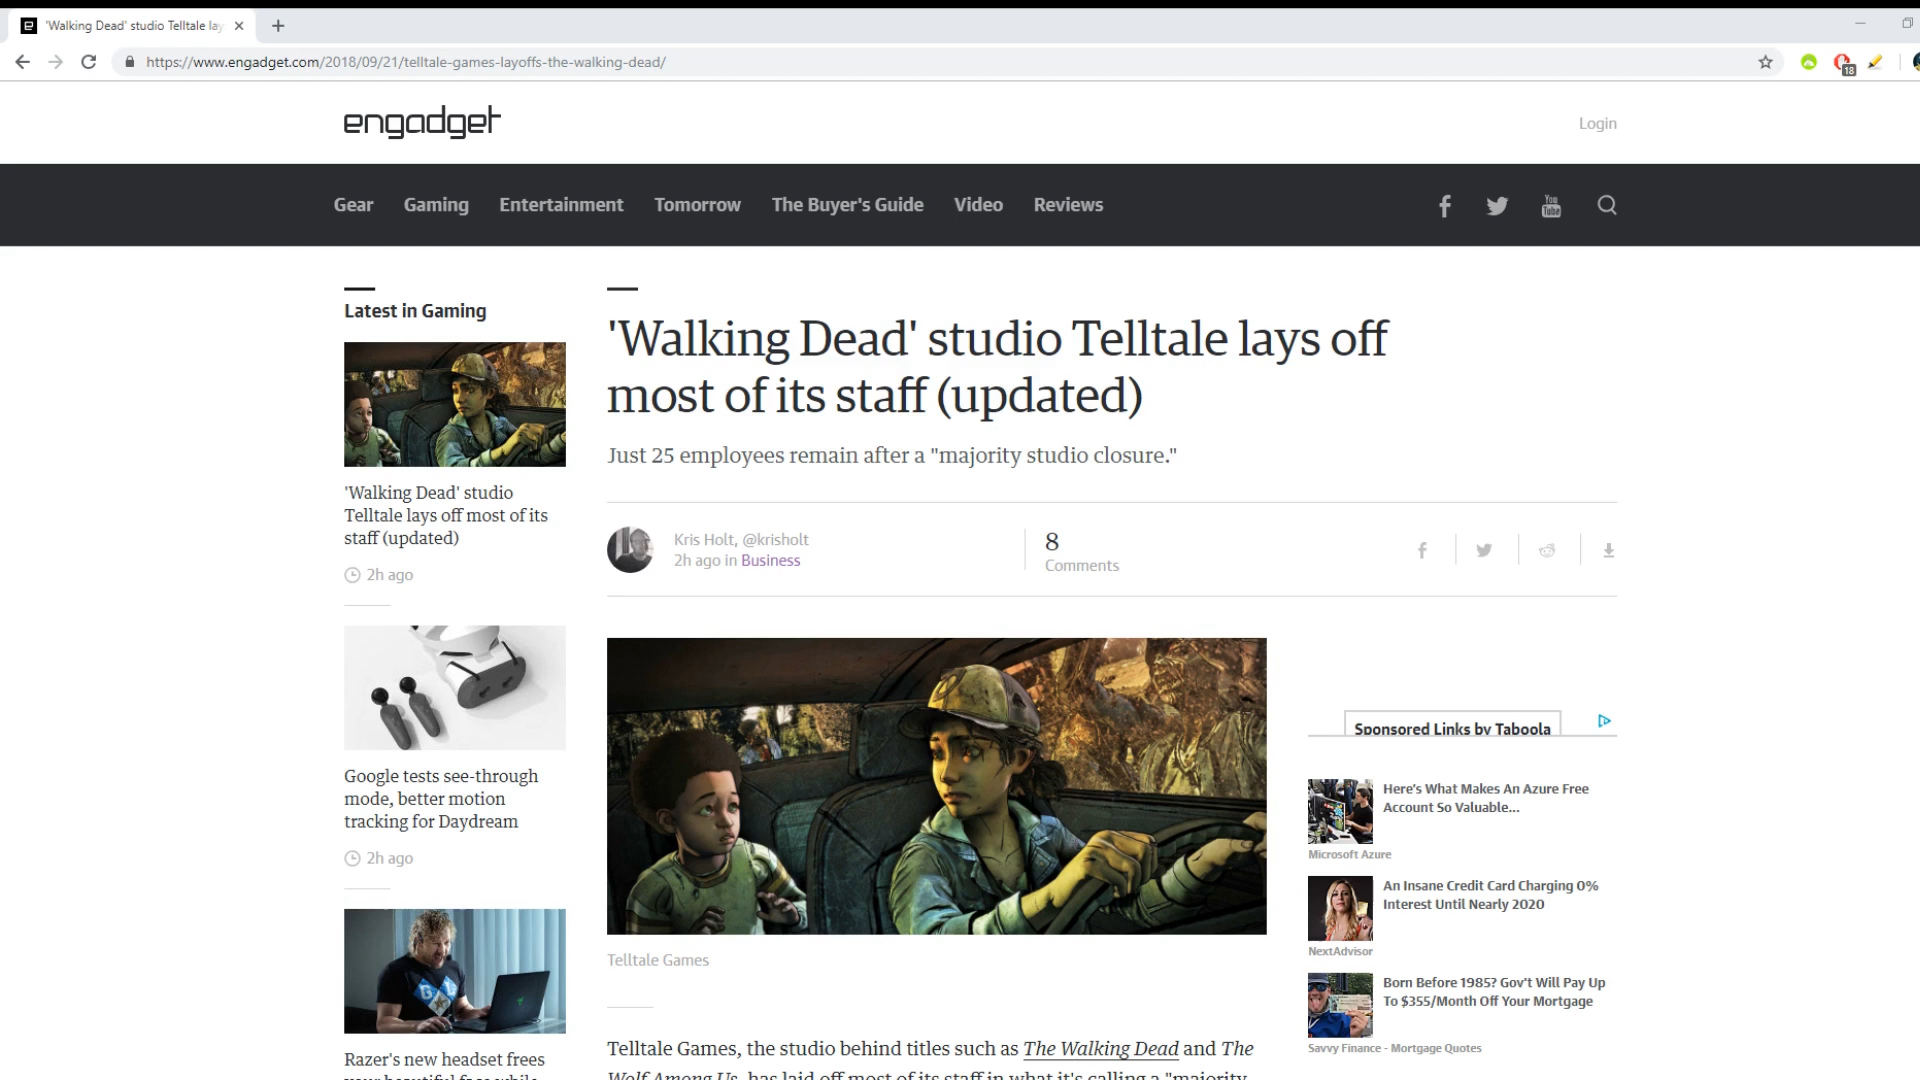 'Walking Dead' studio Telltale lay
https://www.engadget.com/2018/09/21/telltale-games-layoffs-the-walking-dead/
18
engadget
Login
Gear
Gaming
Entertainment
Tomorrow
The Buyer's Guide
Video
Reviews
You
Tube
Latest in Gaming
'Walking Dead' studio
Telltale lays off most of its
staff (updated)
2h ago
Google tests see-through
mode, better motion
tracking for Daydream
2h ago
Razer's new headset frees
'Walking Dead' studio Telltale lays off
most of its staff (updated)
Just 25 employees remain after a "majority studio closure."
Kris Holt, @krisholt
2h ago in Business
8
Comments
Telltale Games
Telltale Games, the studio behind titles such as The Walking Dead and The
Wolf Among Us, has laid off most of its staff in what it's calling a "majority
Sponsored Links by Taboola
Here's What Makes An Azure Free
Account So Valuable...
Microsoft Azure
An Insane Credit Card Charging 0%
Interest Until Nearly 2020
NextAdvisor
Born Before 1985? Gov't Will Pay Up
To $355/Month Off Your Mortgage
Savvy Finance - Mortgage Quotes